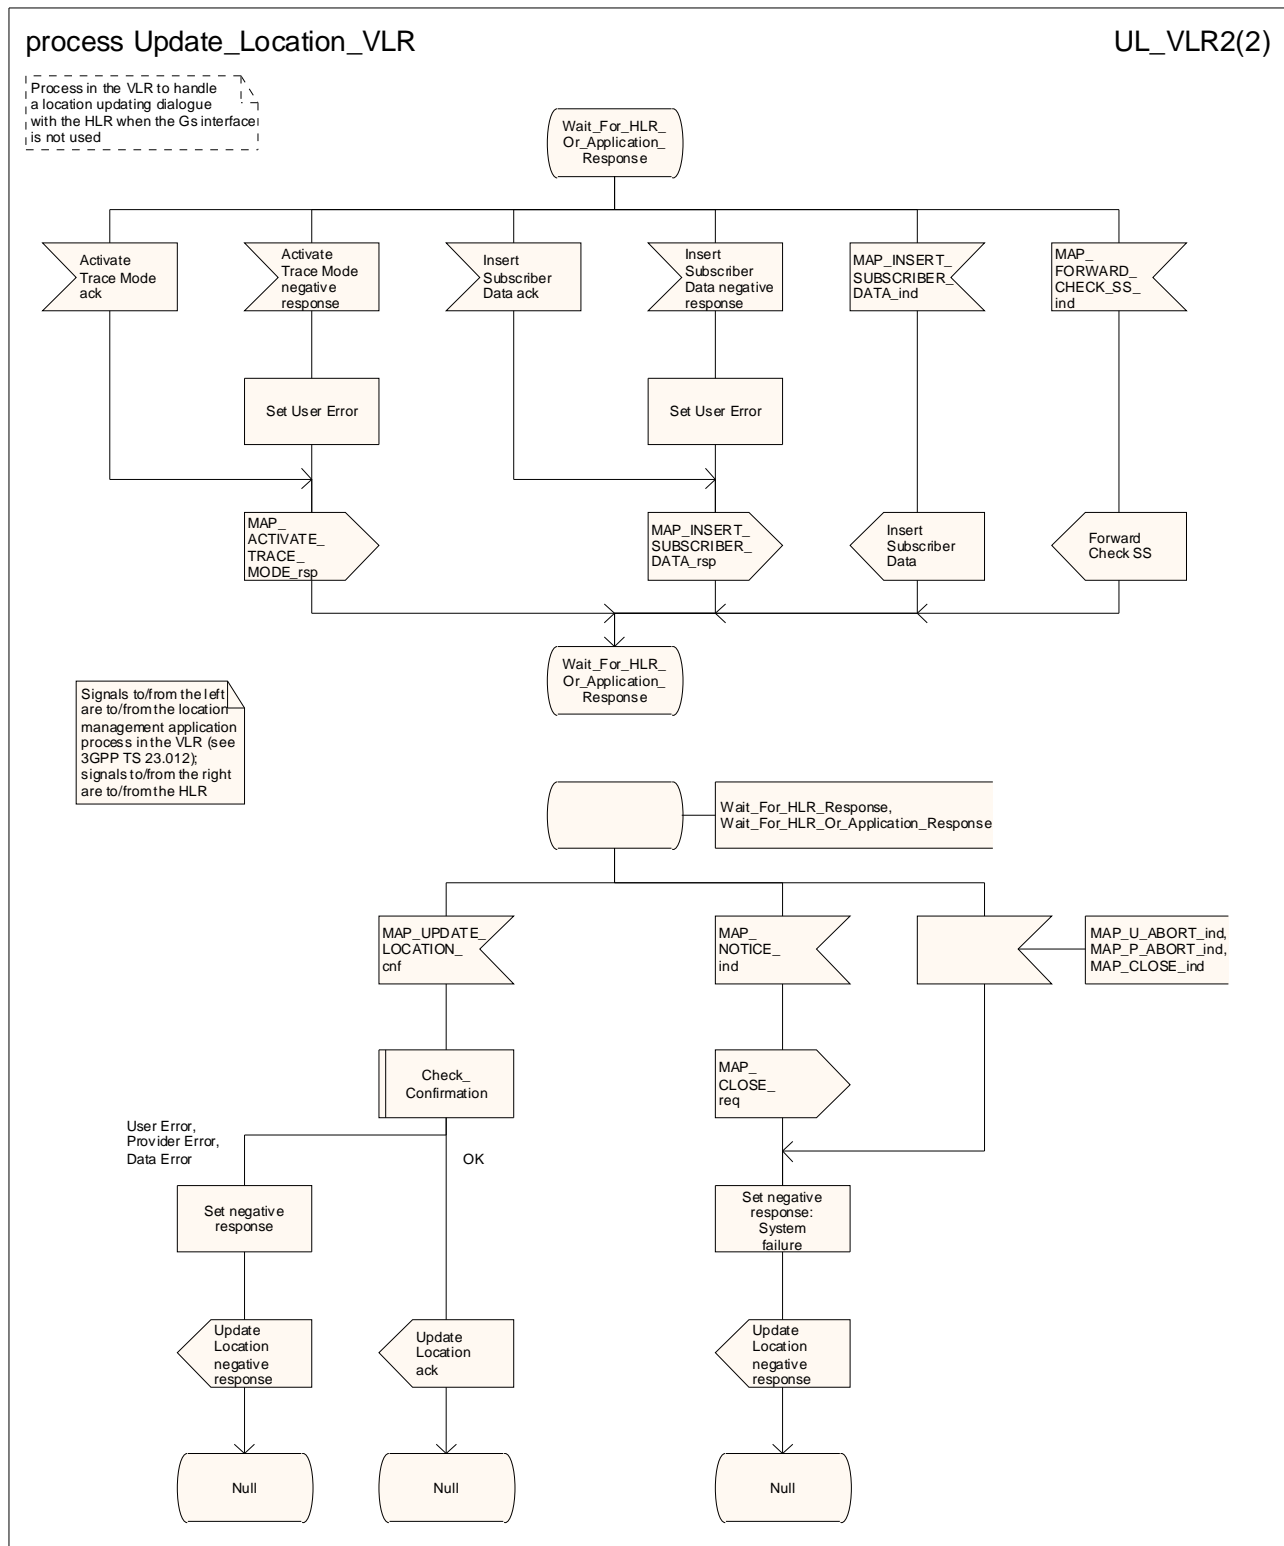 process Update_Location_VLR
UL_VLR2(2)
Process in the VLR to handle
a location updating dialogue
with the HLR when the Gs interface
is not used
Wait_For_HLR_
Or_Application_
Response
Activate
Trace Mode
ack
Activate
Trace Mode
negative
response
Insert
Subscriber
Data ack
Insert
Subscriber
Data negative
response
MAP_INSERT_
SUBSCRIBER_
DATA_ind
MAP_
FORWARD_
CHECK_SS_
ind
Set User Error
Set User Error
MAP_
ACTIVATE_
TRACE_
MODE_rsp
MAP_INSERT_
SUBSCRIBER_
DATA_rsp
Insert
Subscriber
Data
Forward
Check SS
Wait_For_HLR_
Or_Application_
Response
Signals to/from the left
are to/from the location
management application
process in the VLR (see
3GPP TS 23.012);
signals to/from the right
are to/from the HLR
Wait_For_HLR_Response,
Wait_For_HLR_Or_Application_Response
MAP_UPDATE_
LOCATION_
cnf
MAP_
NOTICE_
ind
MAP_U_ABORT_ind,
MAP_P_ABORT_ind,
MAP_CLOSE_ind
Check_
Confirmation
MAP_
CLOSE_
req
User Error,
Provider Error,
Data Error
OK
Set negative
response
Set negative
response:
System
failure
Update
Location
negative
response
Update
Location
ack
Update
Location
negative
response
Null
Null
Null